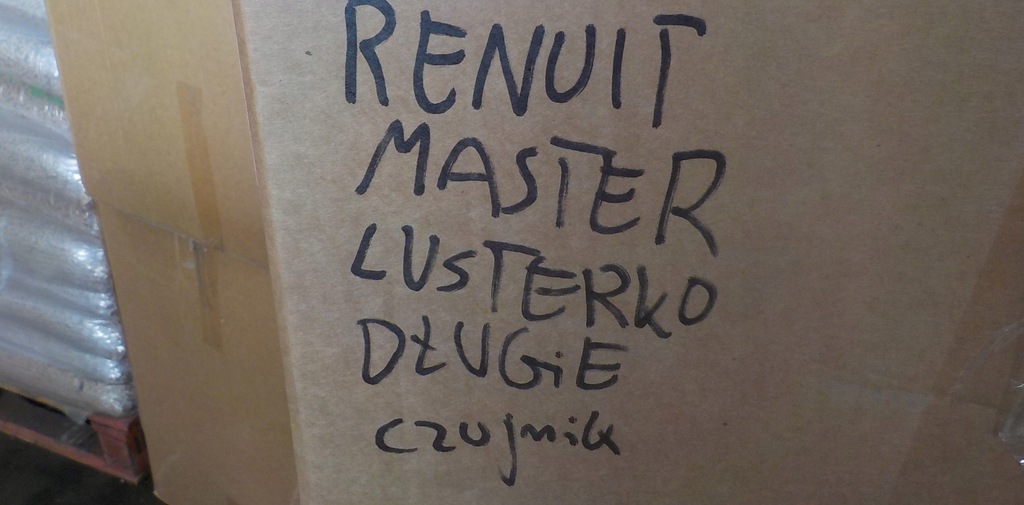 RENUIT
MASTER
LUSTERKO
DŁUGiE
czujnik